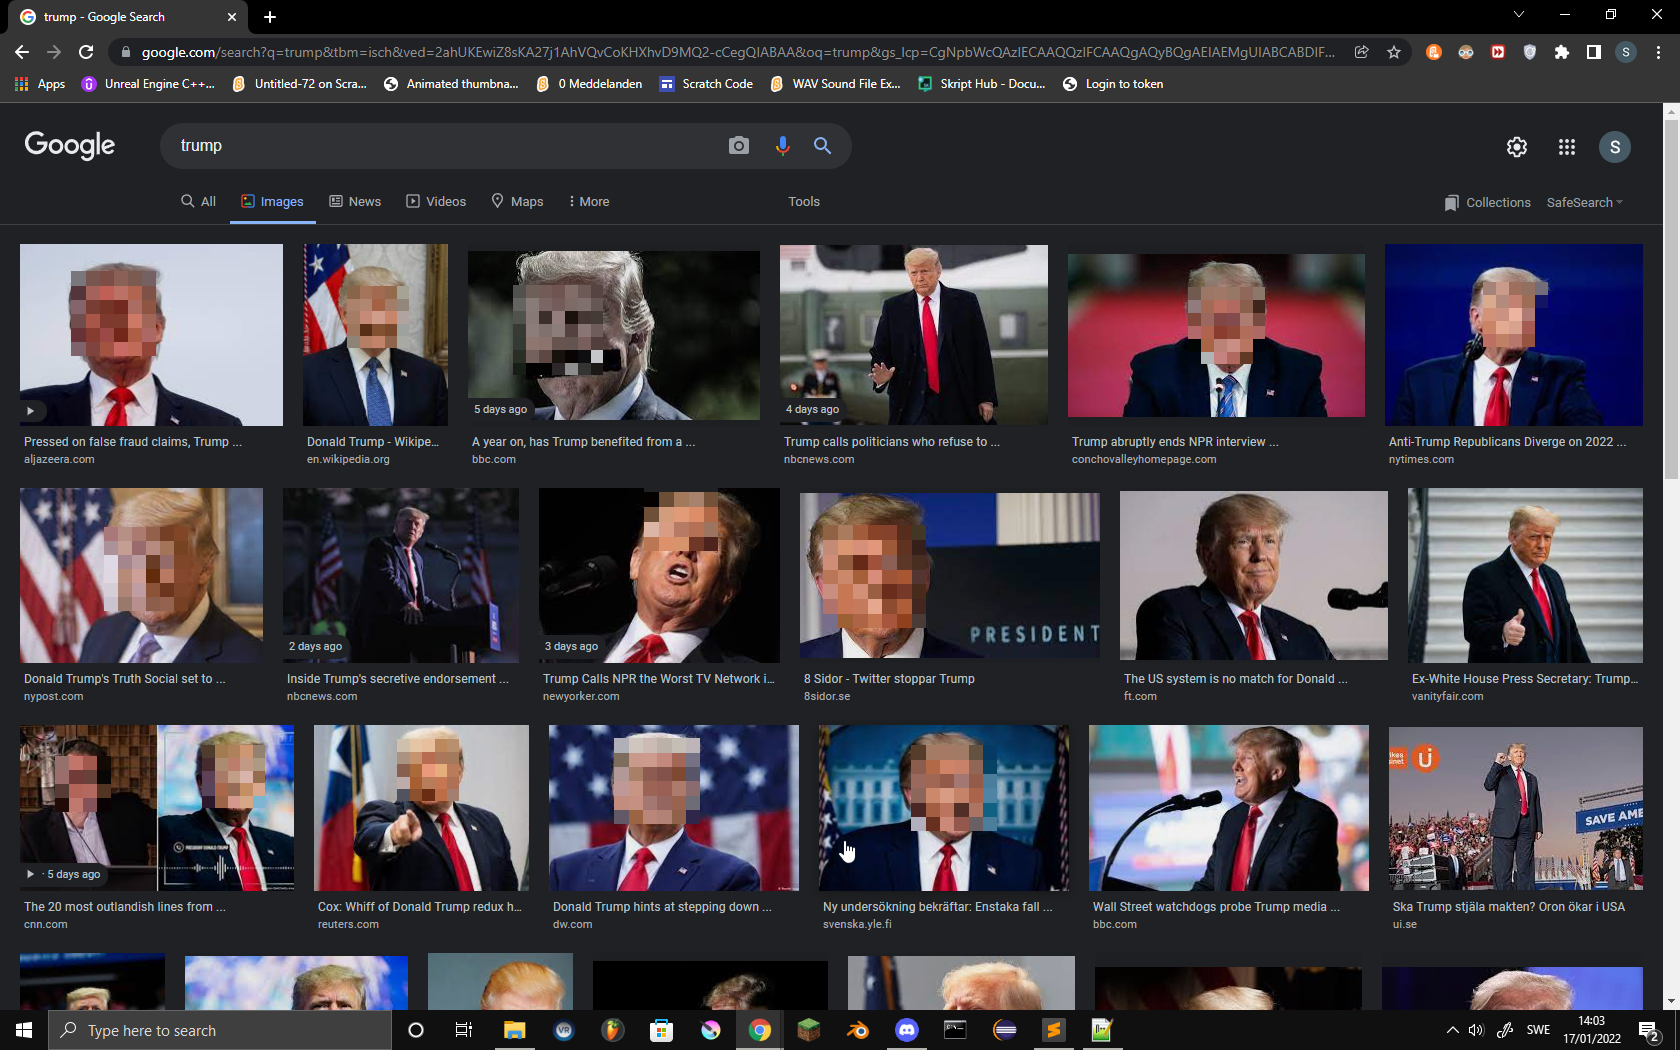 trump - Google Search
google.com/search?q=trump&tbm=isch&ved=2ahUKEwiZ8sKA27j1AhVQvCoKHXhvD9MQ2-cCegQIABAA&oq=trump&gs_lcp=CgNpbWcQAzIECAAQQzIFCAAQgAQyBQgAEIAEMgUIABCABDIF...
S
Apps
Unreal Engine C++...
Untitled-72 on Scra...
Animated thumbna...
0 Meddelanden
Scratch Code
WAV Sound File Ex...
Skript Hub - Docu...
Login to token
Google
trump
S
All
Images
News
Videos
Maps
More
Tools
Collections
SafeSearch
5 days ago
4 days ago
Pressed on false fraud claims, Trump ...
aljazeera.com
Donald Trump - Wikipe...
en.wikipedia.org
A year on, has Trump benefited from a ...
bbc.com
Trump calls politicians who refuse to ...
nbcnews.com
Trump abruptly ends NPR interview ...
conchovalleyhomepage.com
Anti-Trump Republicans Diverge on 2022 ...
nytimes.com
PRESIDENT
2 days ago
3 days ago
Donald Trump's Truth Social set to ...
nypost.com
Inside Trump's secretive endorsement ...
nbcnews.com
Trump Calls NPR the Worst TV Network i...
newyorker.com
8 Sidor - Twitter stoppar Trump
8sidor.se
The US system is no match for Donald ...
ft.com
Ex-White House Press Secretary: Trump...
vanityfair.com
SAVE AME
PRESIDENT DONALD TRUMP
· 5 days ago
The 20 most outlandish lines from ...
cnn.com
Cox: Whiff of Donald Trump redux h...
reuters.com
Donald Trump hints at stepping down ...
dw.com
Ny undersökning bekräftar: Enstaka fall ...
svenska.yle.fi
Wall Street watchdogs probe Trump media ...
bbc.com
Ska Trump stjäla makten? Oron ökar i USA
ui.se
Type here to search
VR
SWE
14:03
17/01/2022
2